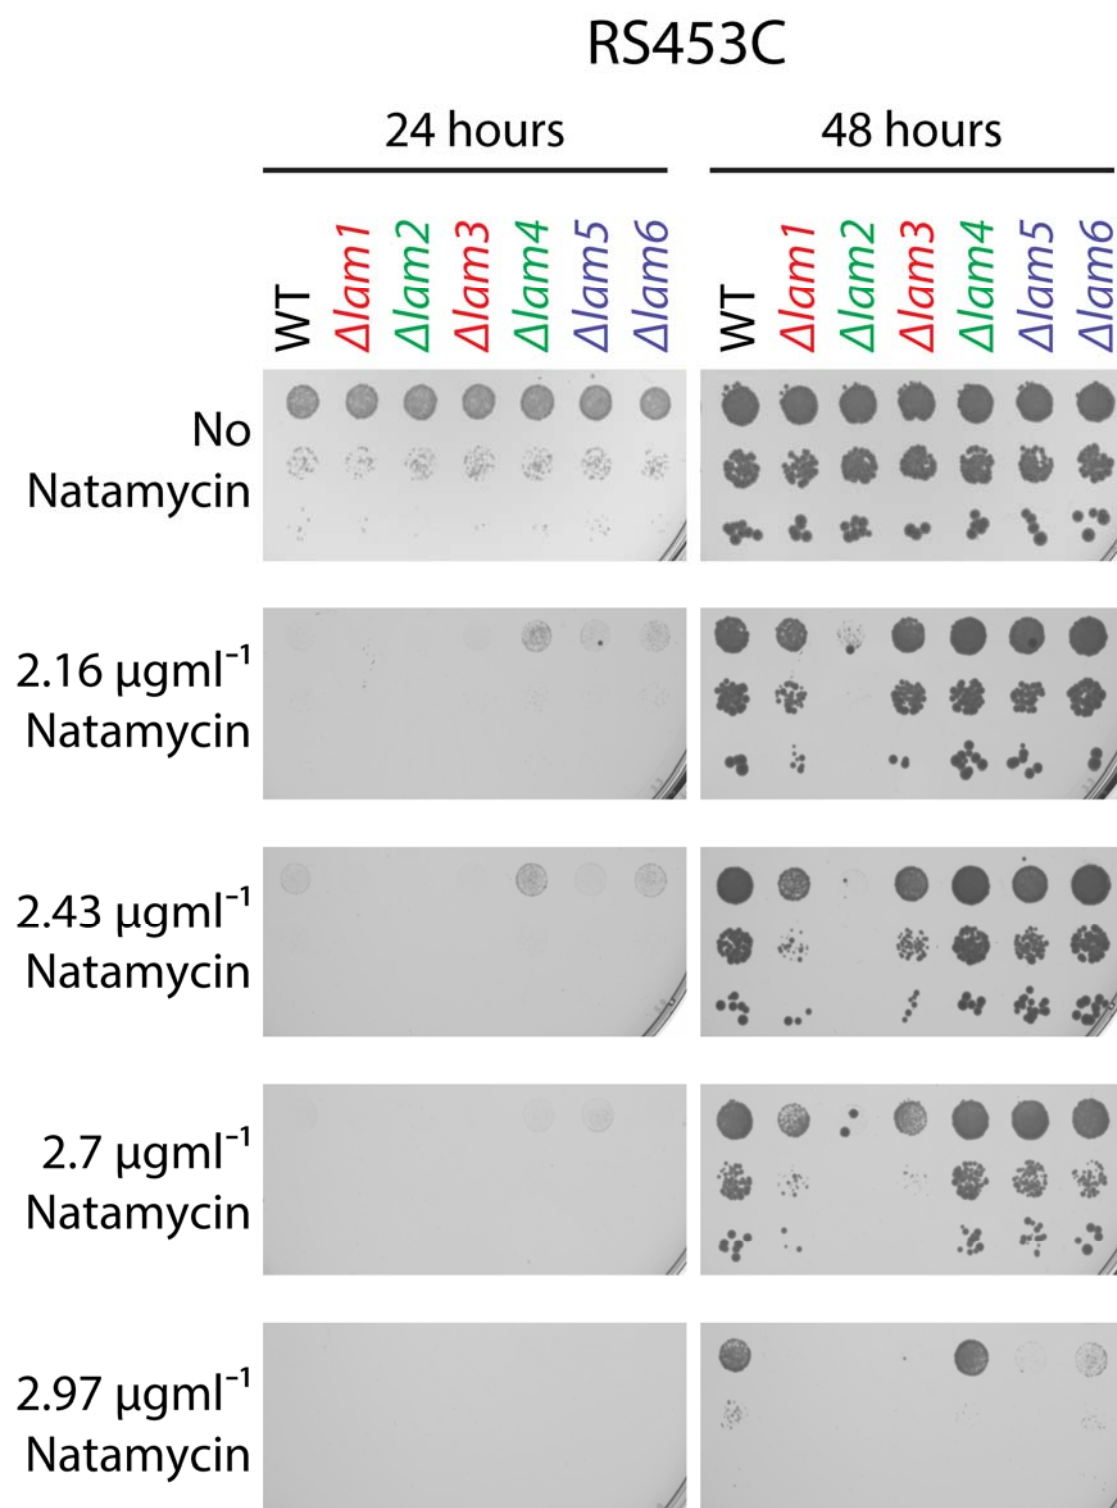 RS453C
24 hours
48 hours
WT Δlam1 Δlam2 Δlam3 Δlam4 Δlam5 Δlam6
WT Δlam1 Δlam2 Δlam3 Δlam4 Δlam5 Δlam6
No
Natamycin
2.16 µgml⁻¹
Natamycin
2.43 µgml⁻¹
Natamycin
2.7 µgml⁻¹
Natamycin
2.97 µgml⁻¹
Natamycin